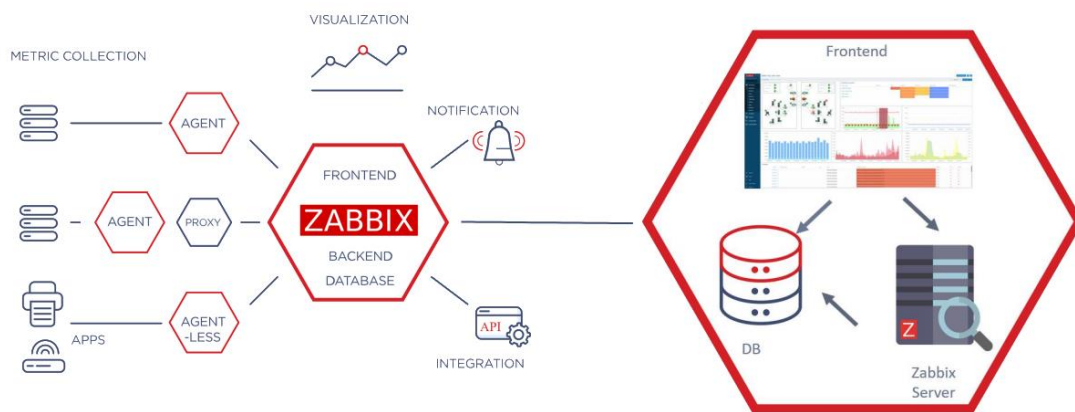 VISUALIZATION
METRIC COLLECTION
AGENT
NOTIFICATION
AGENT
PROXY
FRONTEND
ZABBIX
BACKEND
DATABASE
APPS
AGENT
-LESS
API
INTEGRATION
Frontend
DB
Z
Zabbix
Server